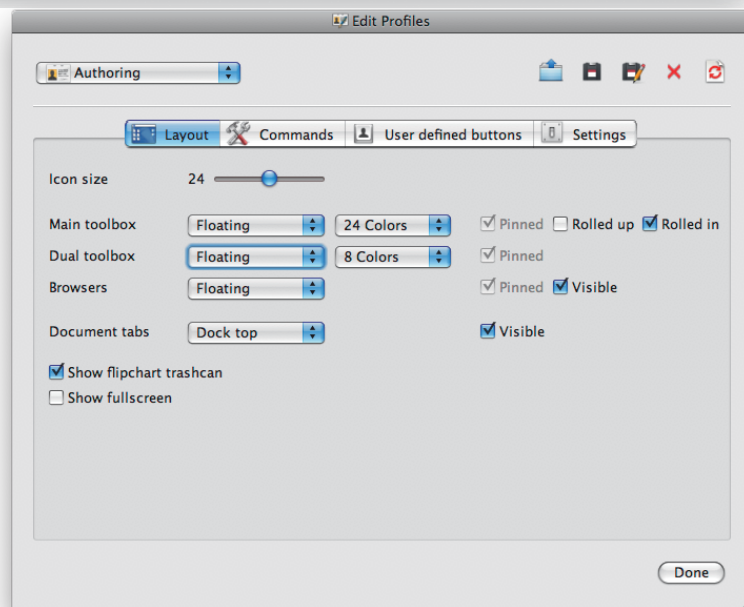 Edit Profiles
Authoring
Layout Commands User defined buttons Settings
Icon size 24
Main toolbox Floating 24 Colors Pinned Rolled up Rolled in
Dual toolbox Floating 8 Colors Pinned
Browsers Floating Pinned Visible
Document tabs Dock top Visible
Show flipchart trashcan
Show fullscreen
Done